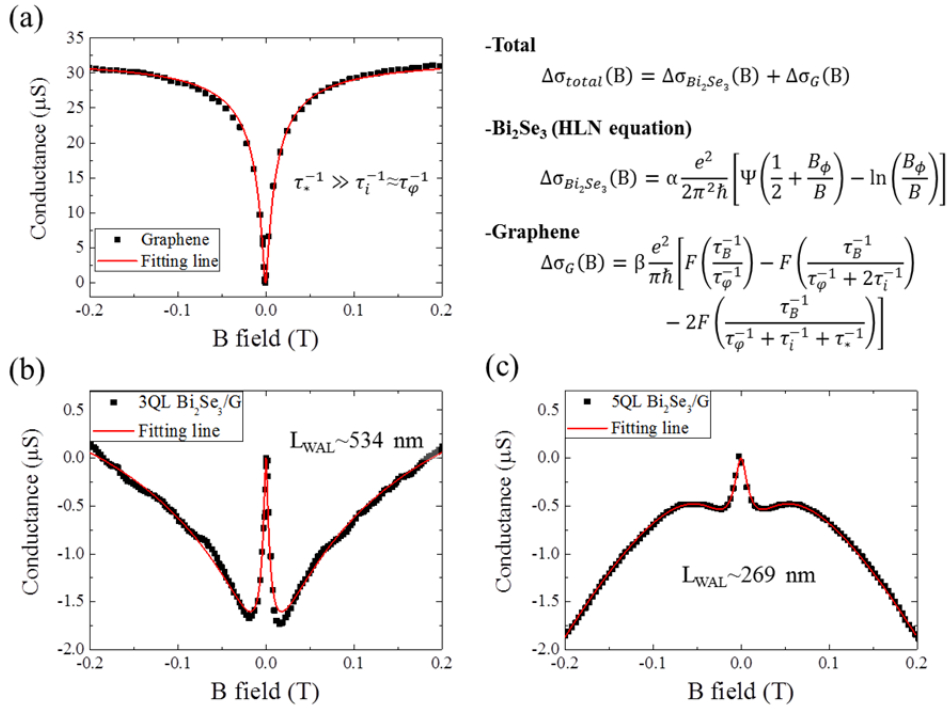 (a)
35
30
25
20
15
10
5
0
Conductance (μS)
τ*⁻¹ ≫ τᵢ⁻¹≈τφ⁻¹
Graphene
Fitting line
-0.2 -0.1 0.0 0.1 0.2
B field (T)
-Total
Δσtotal(B) = ΔσBi₂Se₃(B) + ΔσG(B)
-Bi₂Se₃ (HLN equation)
ΔσBi₂Se₃(B) = α e²/2π²ℏ [Ψ(1/2 + Bϕ/B) − ln(Bϕ/B)]
-Graphene
ΔσG(B) = β e²/πℏ [F(τB⁻¹/τφ⁻¹) − F(τB⁻¹/τφ⁻¹ + 2τᵢ⁻¹)
− 2F(τB⁻¹/τφ⁻¹ + τᵢ⁻¹ + τ*⁻¹)]
(b)
0.5
0.0
-0.5
-1.0
-1.5
-2.0
Conductance (μS)
3QL Bi₂Se₃/G
Fitting line
LWAL~534 nm
-0.2 -0.1 0.0 0.1 0.2
B field (T)
(c)
0.5
0.0
-0.5
-1.0
-1.5
-2.0
Conductance (μS)
5QL Bi₂Se₃/G
Fitting line
LWAL~269 nm
-0.2 -0.1 0.0 0.1 0.2
B field (T)